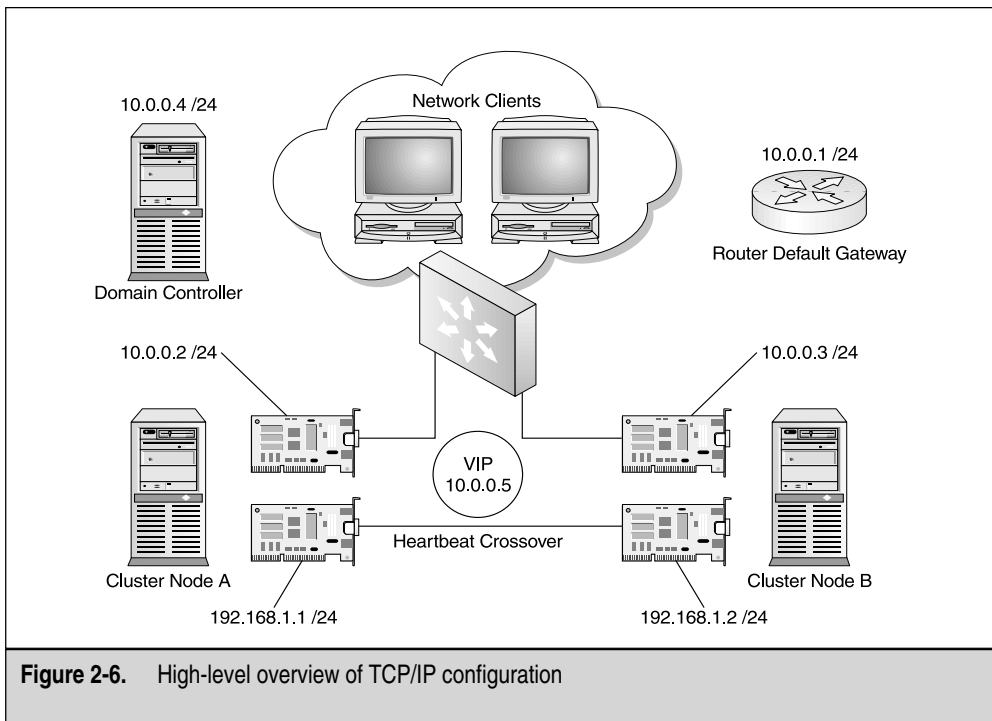 Network Clients
10.0.0.4 /24
10.0.0.1 /24
Domain Controller
Router Default Gateway
10.0.0.2 /24
10.0.0.3 /24
VIP
10.0.0.5
Heartbeat Crossover
Cluster Node A
Cluster Node B
192.168.1.1 /24
192.168.1.2 /24
Figure 2-6. High-level overview of TCP/IP configuration